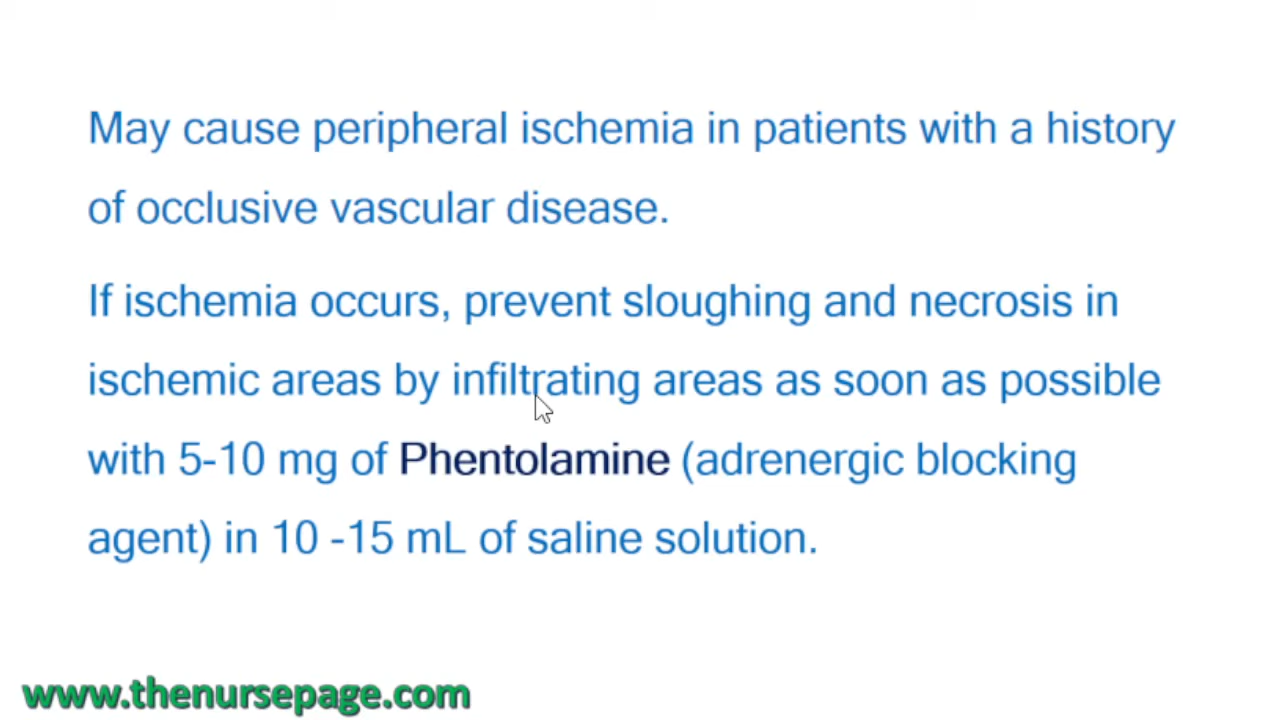 May cause peripheral ischemia in patients with a history
of occlusive vascular disease.
If ischemia occurs, prevent sloughing and necrosis in
ischemic areas by infiltrating areas as soon as possible
with 5-10 mg of Phentolamine (adrenergic blocking
agent) in 10 -15 mL of saline solution.
www.thenursepage.com